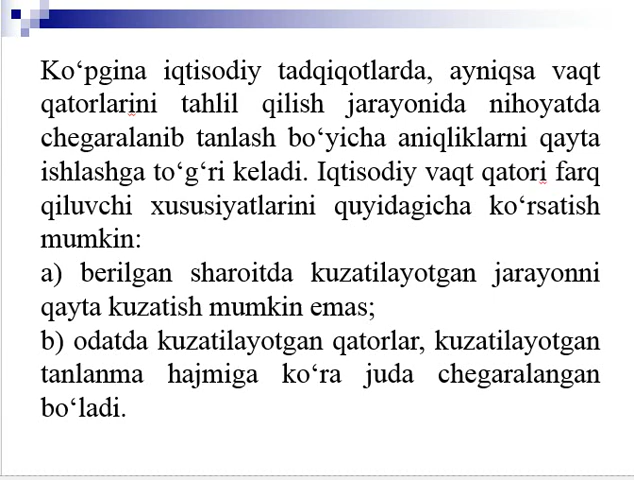 Ko‘pgina iqtisodiy tadqiqotlarda, ayniqsa vaqt
qatorlarini tahlil qilish jarayonida nihoyatda
chegaralanib tanlash bo‘yicha aniqliklarni qayta
ishlashga to‘g‘ri keladi. Iqtisodiy vaqt qatori farq
qiluvchi xususiyatlarini quyidagicha ko‘rsatish
mumkin:
a) berilgan sharoitda kuzatilayotgan jarayonni
qayta kuzatish mumkin emas;
b) odatda kuzatilayotgan qatorlar, kuzatilayotgan
tanlanma hajmiga ko‘ra juda chegaralangan
bo‘ladi.